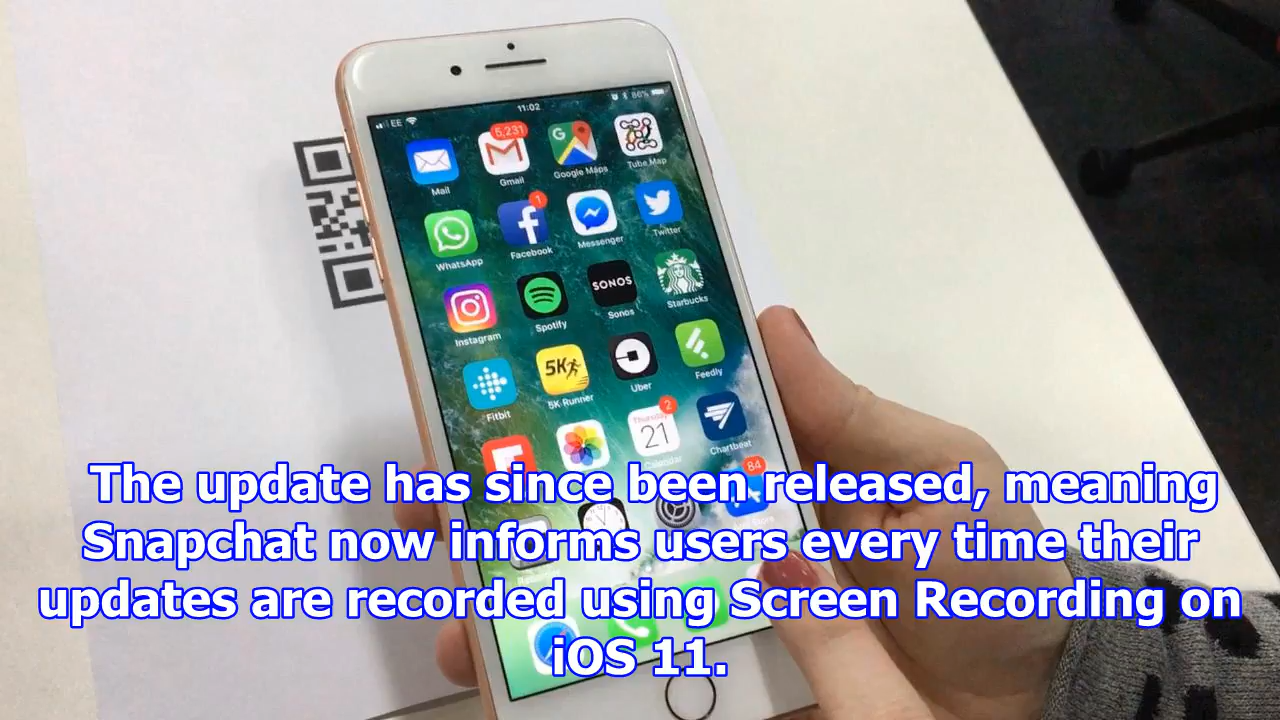 EE 11:02 86%
Mail
5,231
Gmail
G
Google Maps
Tube Map
WhatsApp
1
Facebook
Messenger
Twitter
Instagram
Spotify
SONOS
Sonos
Starbucks
Fitbit
5K
5K Runner
Uber
Feedly
Thursday
21
2
Calendar
Chartbeat
84
The update has since been released, meaning
Snapchat now informs users every time their
updates are recorded using Screen Recording on
iOS 11.